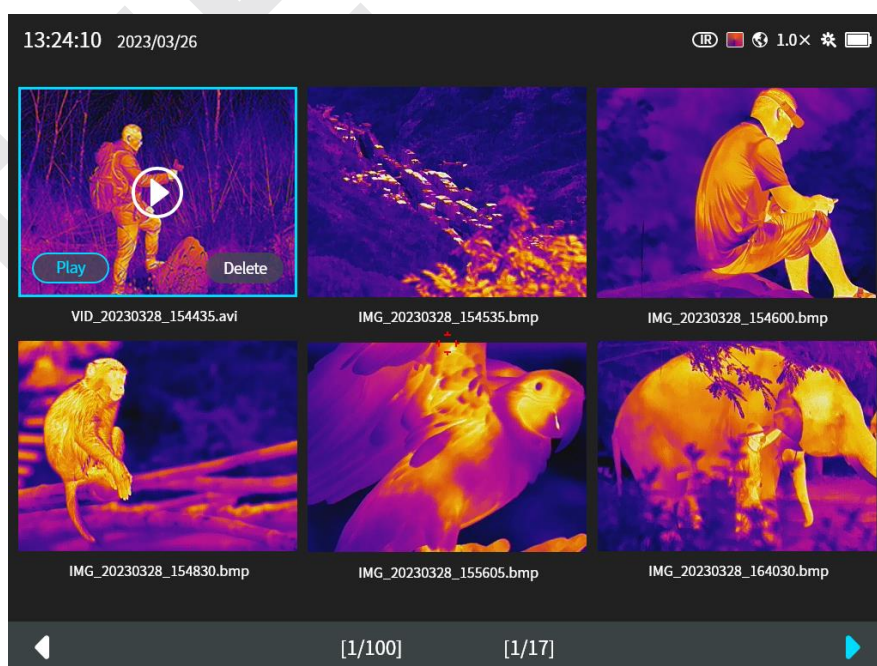 13:24:10 2023/03/26 IR 1.0×
Play Delete
VID_20230328_154435.avi IMG_20230328_154535.bmp IMG_20230328_154600.bmp
IMG_20230328_154830.bmp IMG_20230328_155605.bmp IMG_20230328_164030.bmp
[1/100] [1/17]